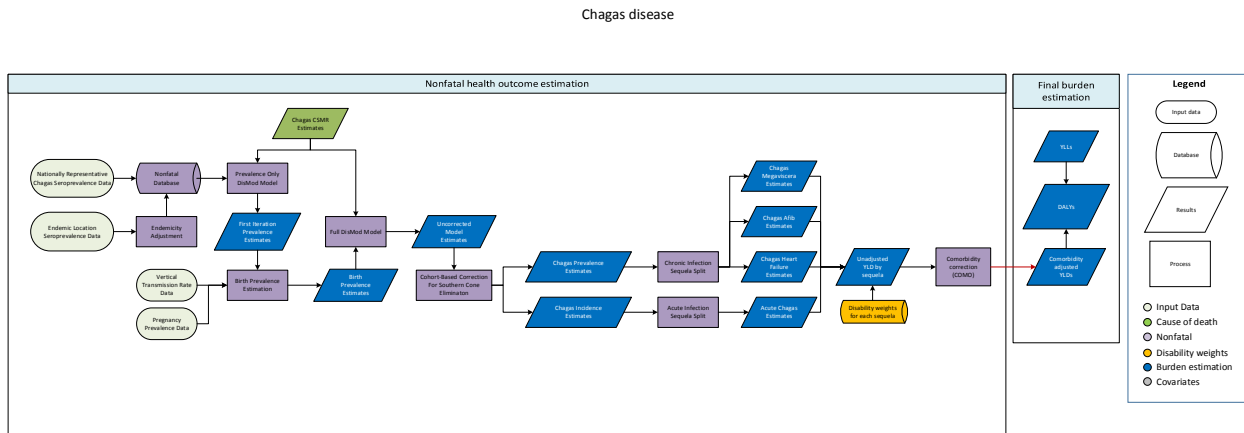 Chagas disease
Nonfatal health outcome estimation
Chagas CSMR
Estimates
Nationally Representative
Chagas Seroprevalence Data
Nonfatal
Database
Prevalence Only
DisMod Model
Endemic Location
Seroprevalence Data
Endemicity
Adjustment
First Iteration
Prevalence
Estimates
Full DisMod Model
Uncorrected
Model
Estimates
Vertical
Transmission Rate
Data
Birth Prevalence
Estimation
Birth
Prevalence
Estimates
Pregnancy
Prevalence Data
Cohort-Based Correction
For Southern Cone
Elimination
Chagas Prevalence
Estimates
Chagas Incidence
Estimates
Chronic Infection
Sequela Split
Acute Infection
Sequela Split
Chagas
Megaviscera
Estimates
Chagas Afib
Estimates
Chagas Heart
Failure Estimates
Acute Chagas
Estimates
Unadjusted
YLD by
sequela
Disability weights
for each sequela
Comorbidity
correction
(COMO)
Final burden
estimation
YLLs
DALYs
Comorbidity
adjusted
YLDs
Legend
Input data
Database
Results
Process
Input Data
Cause of death
Nonfatal
Disability weights
Burden estimation
Covariates